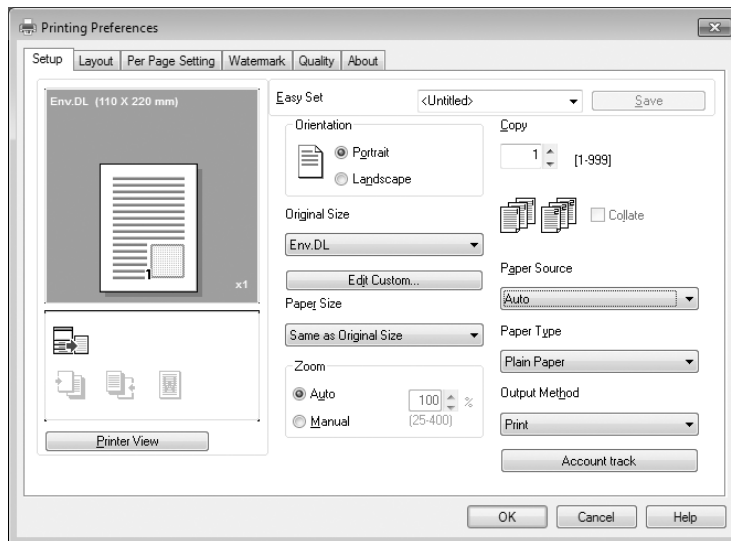 Printing Preferences
Setup Layout Per Page Setting Watermark Quality About
Env.DL (110 X 220 mm)
1
x1
Printer View
Easy Set <Untitled> Save
Orientation
Portrait
Landscape
Original Size
Env.DL
Edit Custom...
Paper Size
Same as Original Size
Zoom
Auto
100 %
Manual
(25-400)
Copy
1 [1-999]
Collate
Paper Source
Auto
Paper Type
Plain Paper
Output Method
Print
Account track
OK Cancel Help